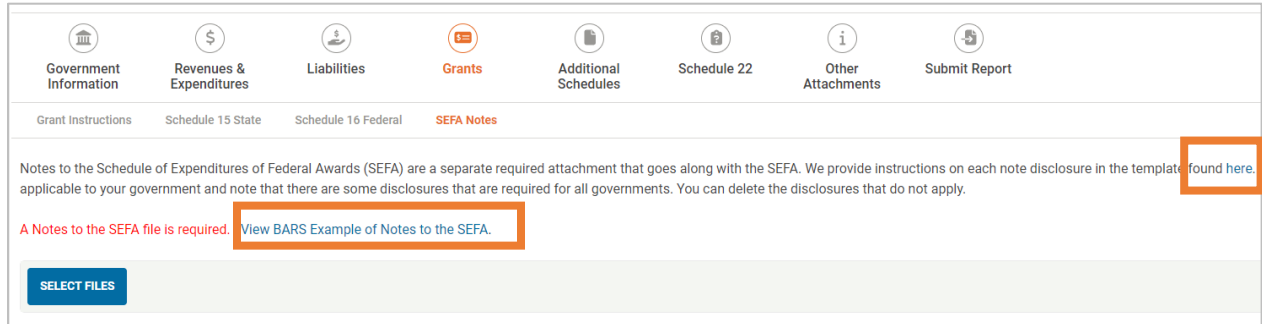 Government Information
Revenues & Expenditures
Liabilities
Grants
Additional Schedules
Schedule 22
Other Attachments
Submit Report
Grant Instructions
Schedule 15 State
Schedule 16 Federal
SEFA Notes
Notes to the Schedule of Expenditures of Federal Awards (SEFA) are a separate required attachment that goes along with the SEFA. We provide instructions on each note disclosure in the template found here.
applicable to your government and note that there are some disclosures that are required for all governments. You can delete the disclosures that do not apply.
A Notes to the SEFA file is required. View BARS Example of Notes to the SEFA.
SELECT FILES